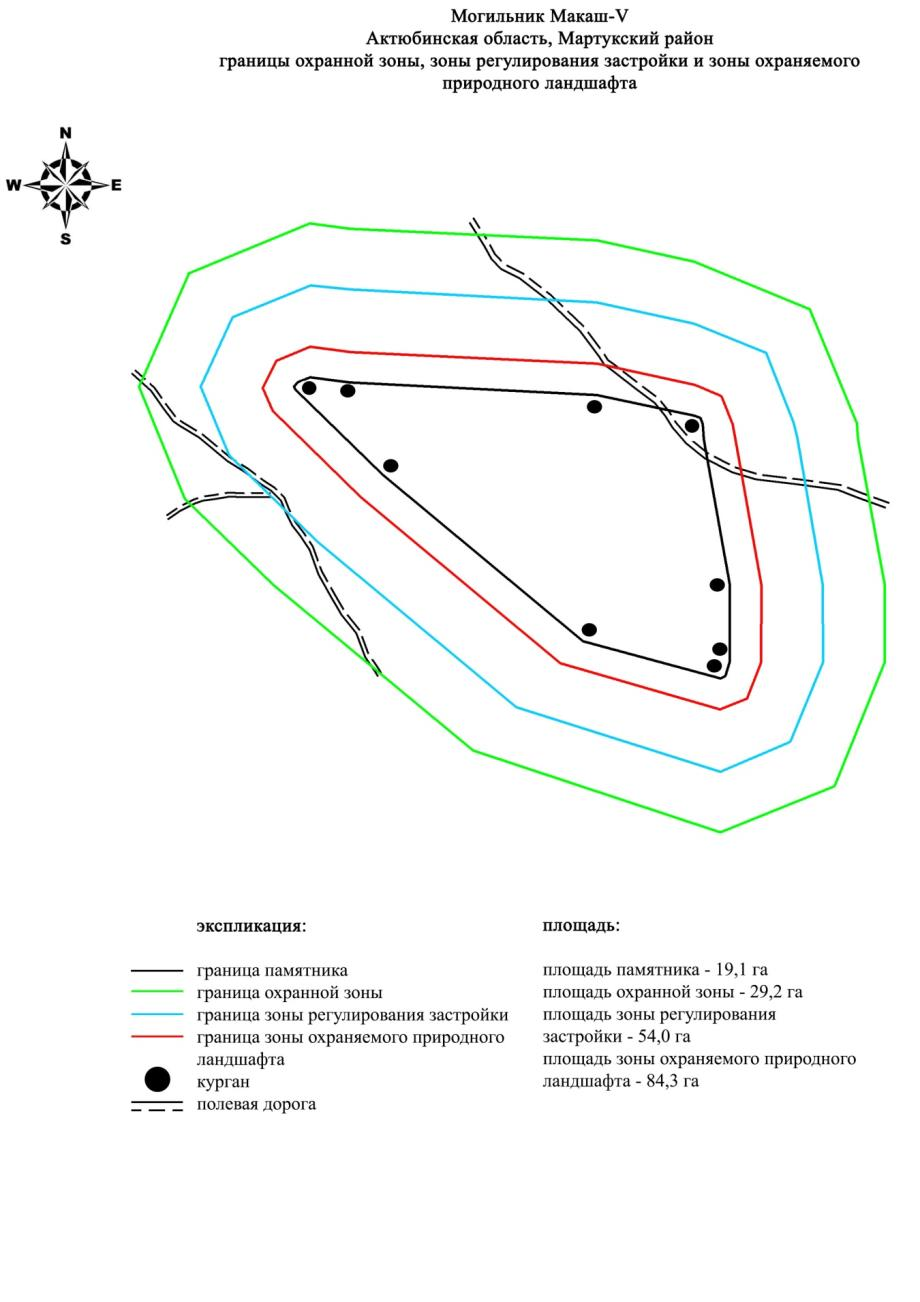 Могильник Макаш-V
Актюбинская область, Мартукский район
границы охранной зоны, зоны регулирования застройки и зоны охраняемого
природного ландшафта
N
W
E
S
экспликация:
граница памятника
граница охранной зоны
граница зоны регулирования застройки
граница зоны охраняемого природного
ландшафта
курган
полевая дорога
площадь:
площадь памятника - 19,1 га
площадь охранной зоны - 29,2 га
площадь зоны регулирования
застройки - 54,0 га
площадь зоны охраняемого природного
ландшафта - 84,3 га